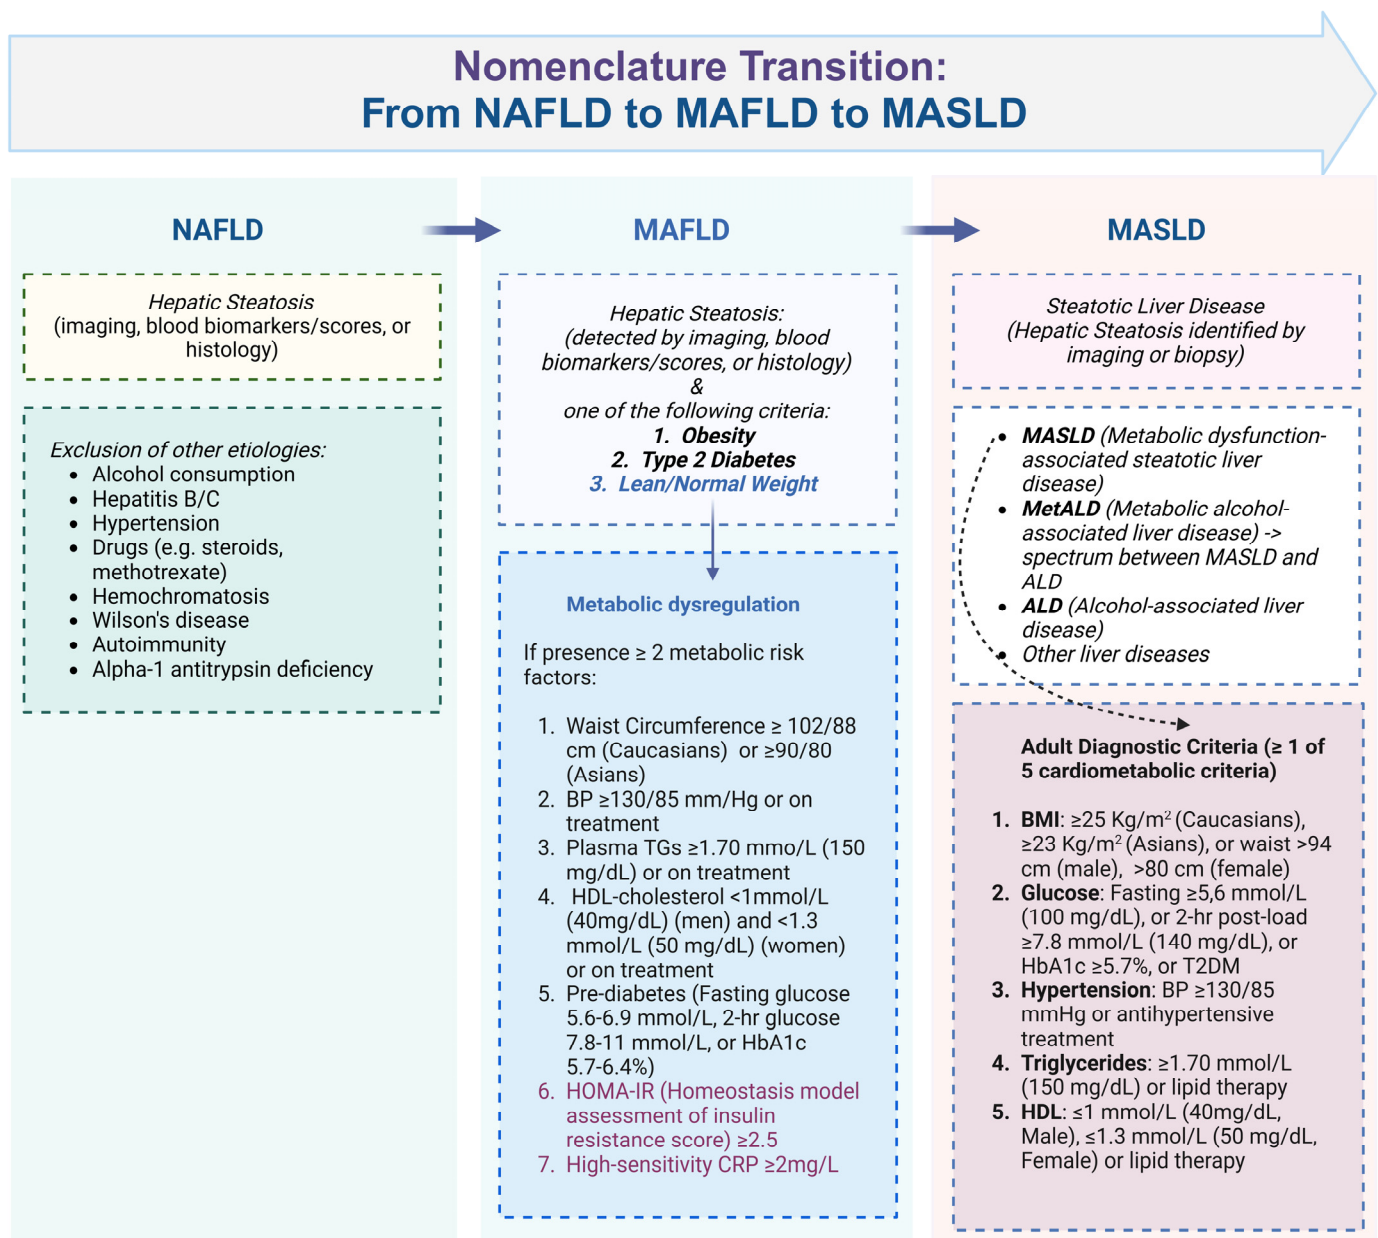 Nomenclature Transition:
From NAFLD to MAFLD to MASLD
NAFLD
Hepatic Steatosis
(imaging, blood biomarkers/scores, or
histology)
Exclusion of other etiologies:
• Alcohol consumption
• Hepatitis B/C
• Hypertension
• Drugs (e.g. steroids,
methotrexate)
• Hemochromatosis
• Wilson's disease
• Autoimmunity
• Alpha-1 antitrypsin deficiency
MAFLD
Hepatic Steatosis:
(detected by imaging, blood
biomarkers/scores, or histology)
&
one of the following criteria:
1. Obesity
2. Type 2 Diabetes
3. Lean/Normal Weight
Metabolic dysregulation
If presence ≥ 2 metabolic risk
factors:
1. Waist Circumference ≥ 102/88
cm (Caucasians) or ≥90/80
(Asians)
2. BP ≥130/85 mm/Hg or on
treatment
3. Plasma TGs ≥1.70 mmo/L (150
mg/dL) or on treatment
4. HDL-cholesterol <1mmol/L
(40mg/dL) (men) and <1.3
mmol/L (50 mg/dL) (women)
or on treatment
5. Pre-diabetes (Fasting glucose
5.6-6.9 mmol/L, 2-hr glucose
7.8-11 mmol/L, or HbA1c
5.7-6.4%)
6. HOMA-IR (Homeostasis model
assessment of insulin
resistance score) ≥2.5
7. High-sensitivity CRP ≥2mg/L
MASLD
Steatotic Liver Disease
(Hepatic Steatosis identified by
imaging or biopsy)
• MASLD (Metabolic dysfunction-
associated steatotic liver
disease)
• MetALD (Metabolic alcohol-
associated liver disease) ->
spectrum between MASLD and
ALD
• ALD (Alcohol-associated liver
disease)
• Other liver diseases
Adult Diagnostic Criteria (≥ 1 of
5 cardiometabolic criteria)
1. BMI: ≥25 Kg/m² (Caucasians),
≥23 Kg/m² (Asians), or waist >94
cm (male), >80 cm (female)
2. Glucose: Fasting ≥5,6 mmol/L
(100 mg/dL), or 2-hr post-load
≥7.8 mmol/L (140 mg/dL), or
HbA1c ≥5.7%, or T2DM
3. Hypertension: BP ≥130/85
mmHg or antihypertensive
treatment
4. Triglycerides: ≥1.70 mmo/L
(150 mg/dL) or lipid therapy
5. HDL: ≤1 mmo/L (40mg/dL,
Male), ≤1.3 mmo/L (50 mg/dL,
Female) or lipid therapy